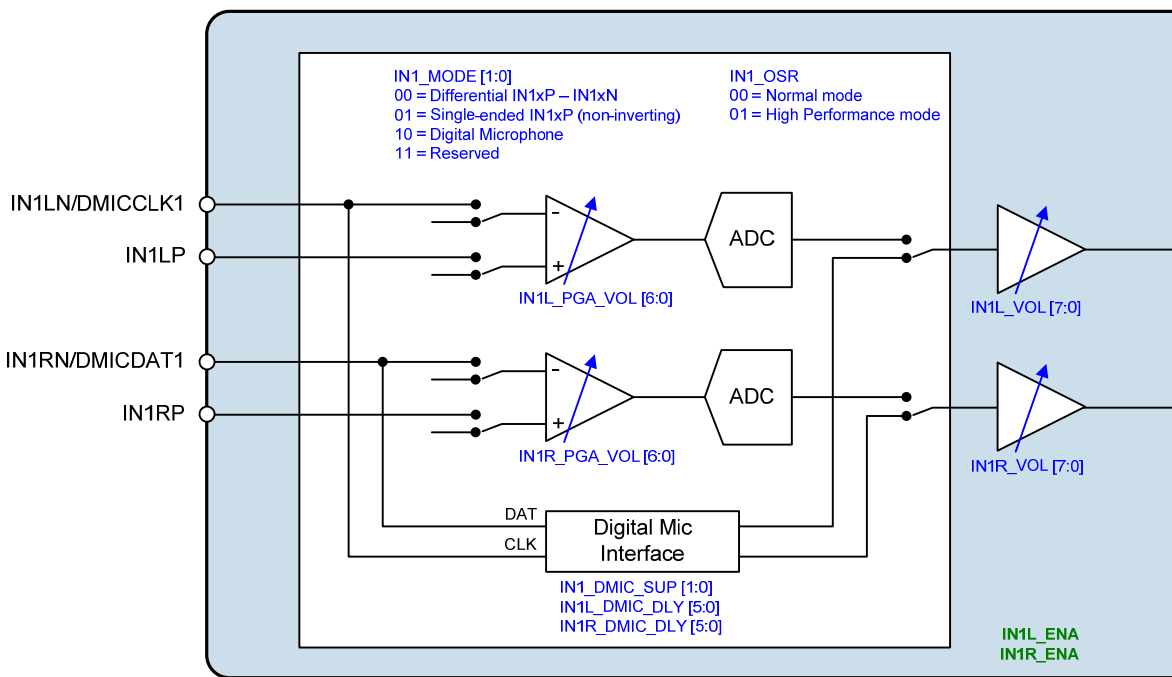 IN1_MODE [1:0]
00 = Differential IN1xP – IN1xN
01 = Single-ended IN1xP (non-inverting)
10 = Digital Microphone
11 = Reserved
IN1_OSR
00 = Normal mode
01 = High Performance mode
IN1LN/DMICCLK1
IN1LP
-
+
ADC
IN1L_PGA_VOL [6:0]
IN1L_VOL [7:0]
IN1RN/DMICDAT1
IN1RP
-
+
ADC
IN1R_PGA_VOL [6:0]
IN1R_VOL [7:0]
DAT
CLK
Digital Mic
Interface
IN1_DMIC_SUP [1:0]
IN1L_DMIC_DLY [5:0]
IN1R_DMIC_DLY [5:0]
IN1L_ENA
IN1R_ENA